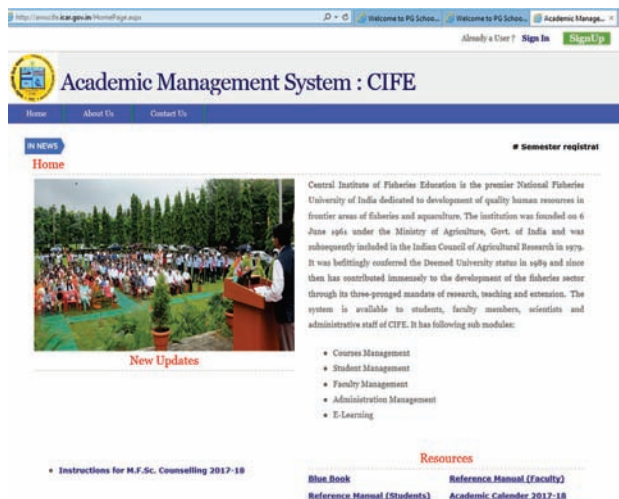 http://amscife.icar.gov.in/HomePage.aspx
Welcome to PG Schoo...
Welcome to PG Schoo...
Academic Manage...
Already a User ? Sign In SignUp
Academic Management System : CIFE
Home About Us Contact Us
IN NEWS
# Semester registrat
Home
Central Institute of Fisheries Education is the premier National Fisheries
University of India dedicated to development of quality human resources in
frontier areas of fisheries and aquaculture. The institution was founded on 6
June 1961 under the Ministry of Agriculture, Govt. of India and was
subsequently included in the Indian Council of Agricultural Research in 1979.
It was befittingly conferred the Deemed University status in 1989 and since
then has contributed immensely to the development of the fisheries sector
through its three-pronged mandate of research, teaching and extension. The
system is available to students, faculty members, scientists and
administrative staff of CIFE. It has following sub modules:
• Courses Management
• Student Management
• Faculty Management
• Administration Management
• E-Learning
New Updates
• Instructions for M.F.Sc. Counselling 2017-18
Resources
Blue Book Reference Manual (Faculty)
Reference Manual (Students) Academic Calender 2017-18